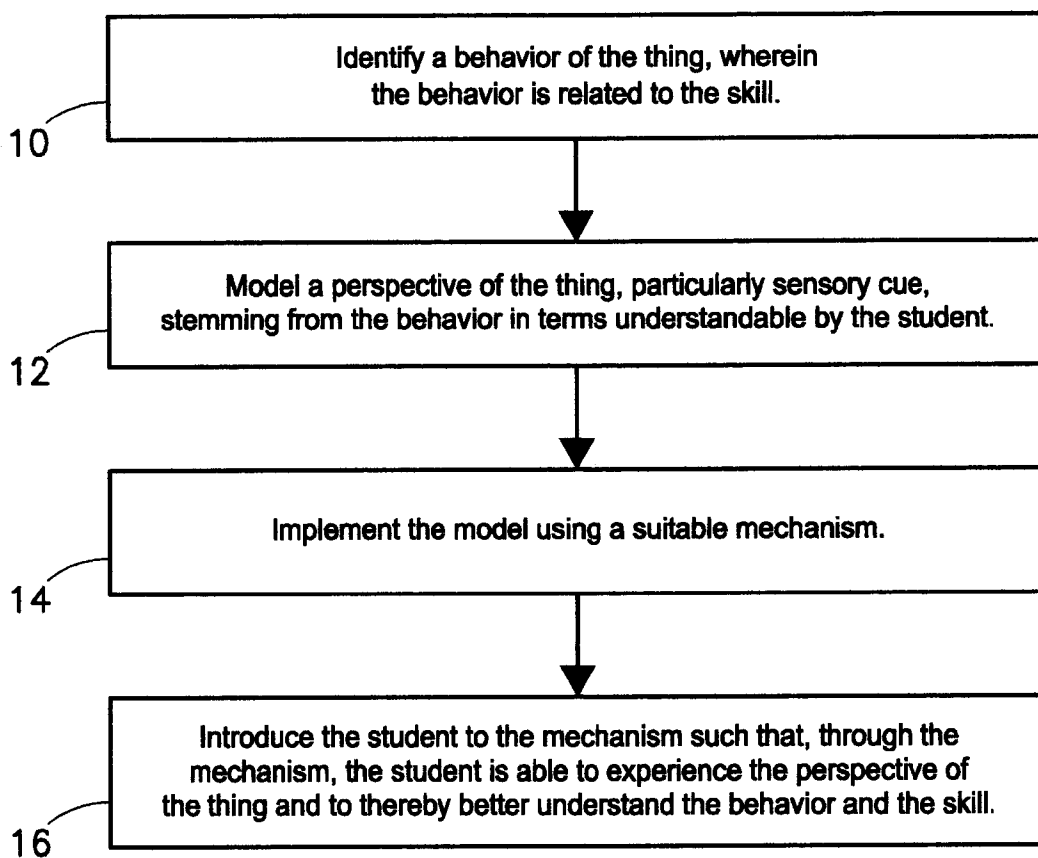 Identify a behavior of the thing, wherein
the behavior is related to the skill.
10
Model a perspective of the thing, particularly sensory cue,
stemming from the behavior in terms understandable by the student.
12
Implement the model using a suitable mechanism.
14
Introduce the student to the mechanism such that, through the
mechanism, the student is able to experience the perspective of
the thing and to thereby better understand the behavior and the skill.
16